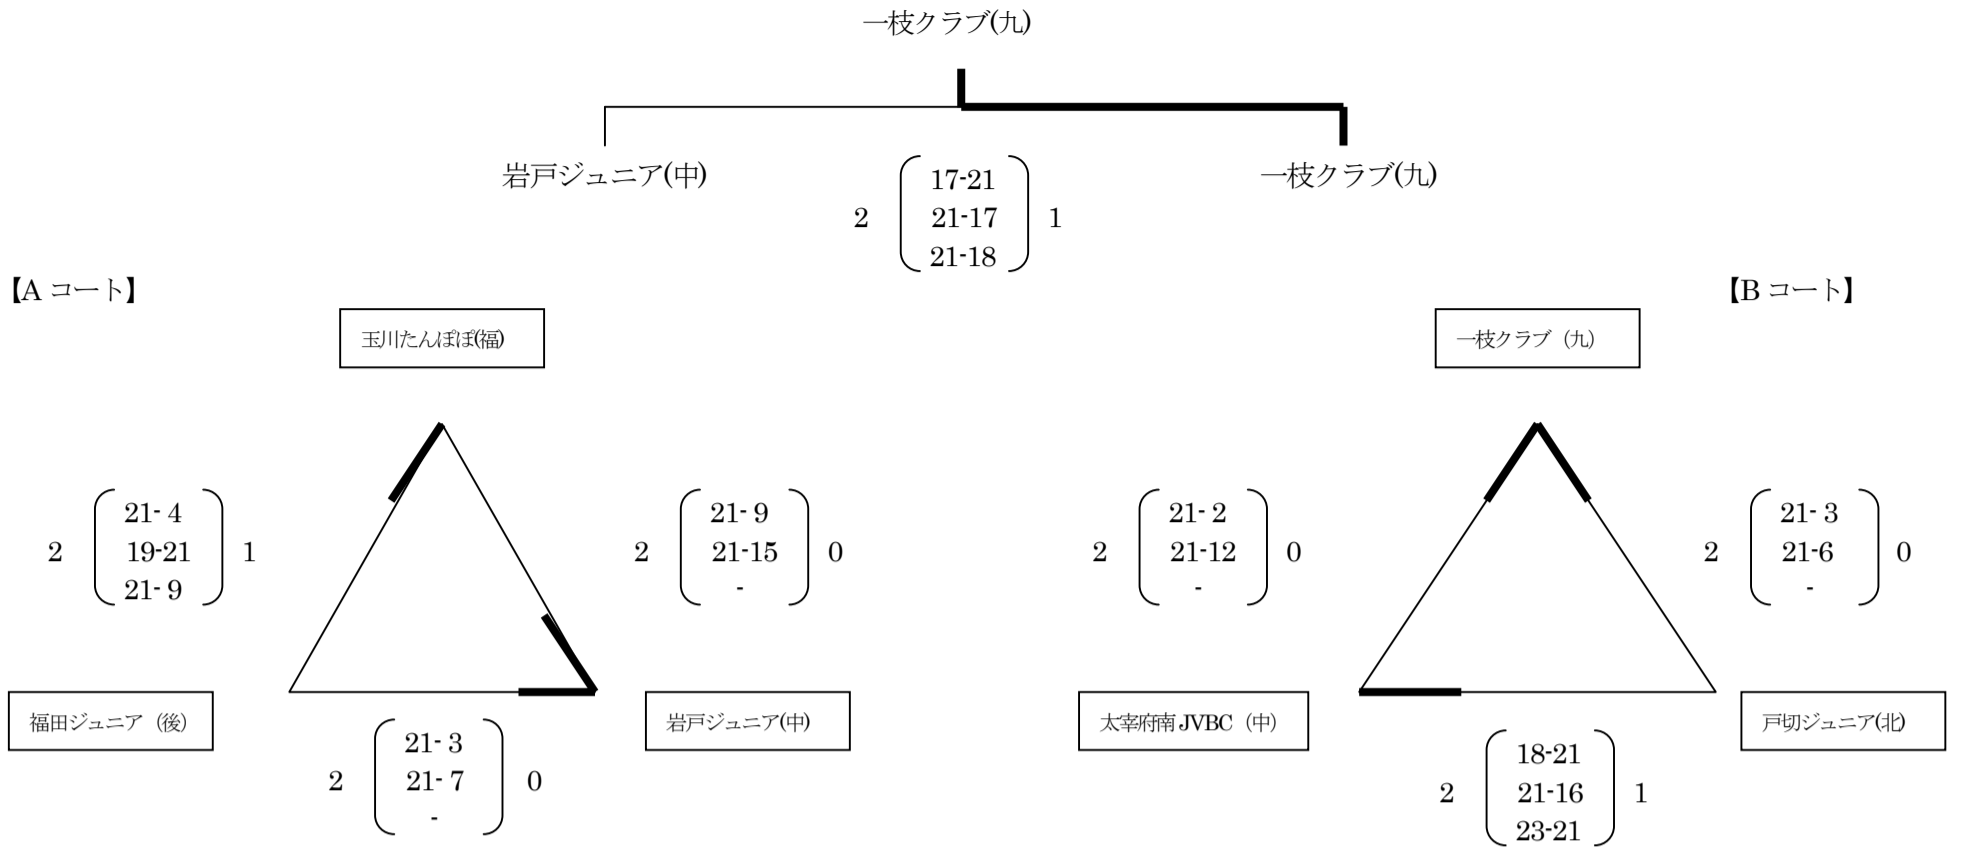 一枝クラブ(九)
岩戸ジュニア(中)
一枝クラブ(九)
17-21
2 21-17 1
21-18
【A コート】
【B コート】
玉川たんぽぽ(福)
一枝クラブ（九）
21- 4
2 19-21 1
21- 9
21- 9
2 21-15 0
-
21- 2
2 21-12 0
-
21- 3
2 21-6 0
-
福田ジュニア（後）
岩戸ジュニア(中)
太宰府南 JVBC（中）
戸切ジュニア(北)
21- 3
2 21- 7 0
-
18-21
2 21-16 1
23-21